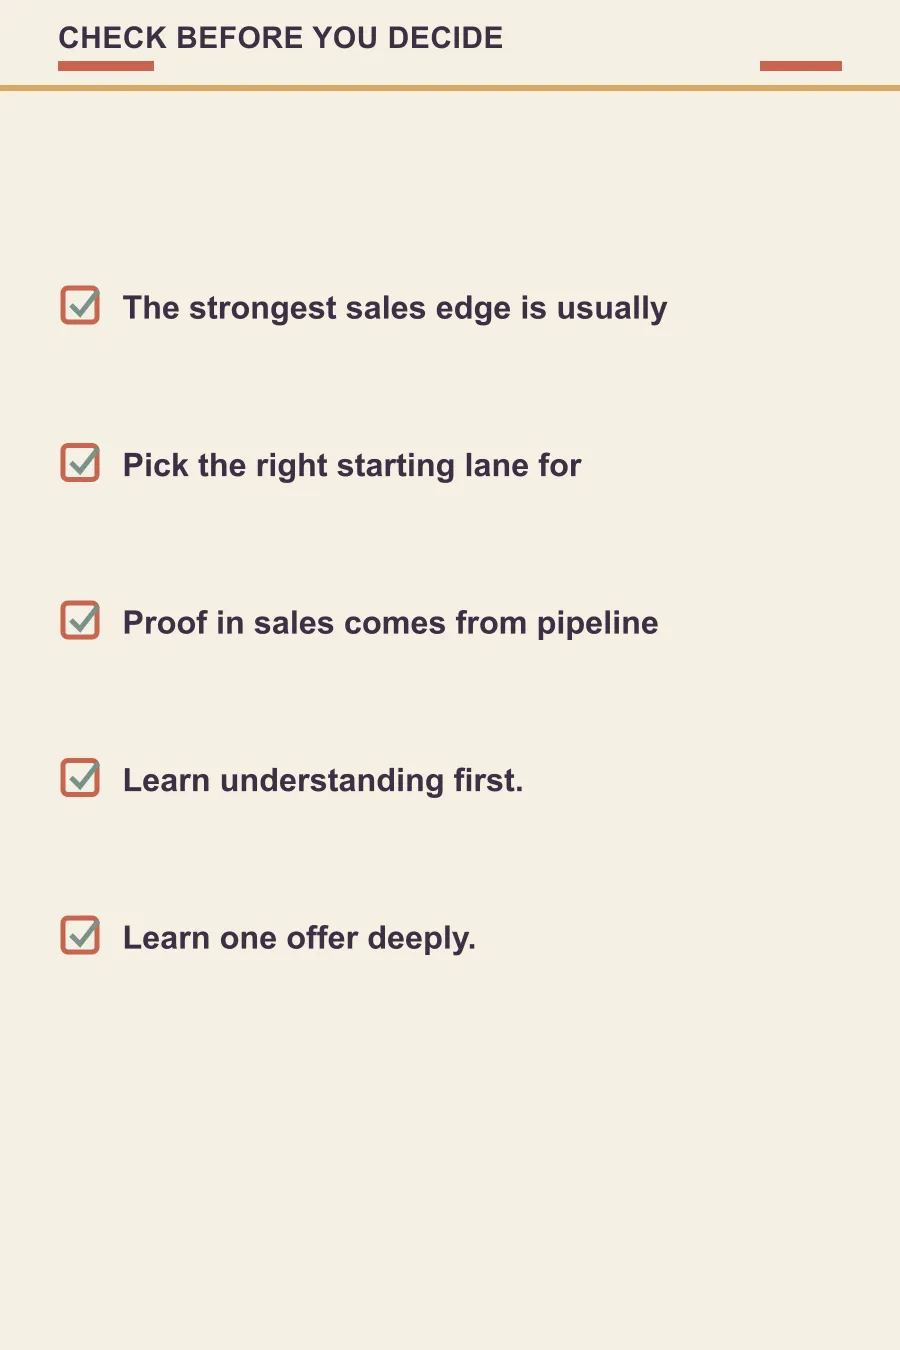 CHECK BEFORE YOU DECIDE
The strongest sales edge is usually
Pick the right starting lane for
Proof in sales comes from pipeline
Learn understanding first.
Learn one offer deeply.